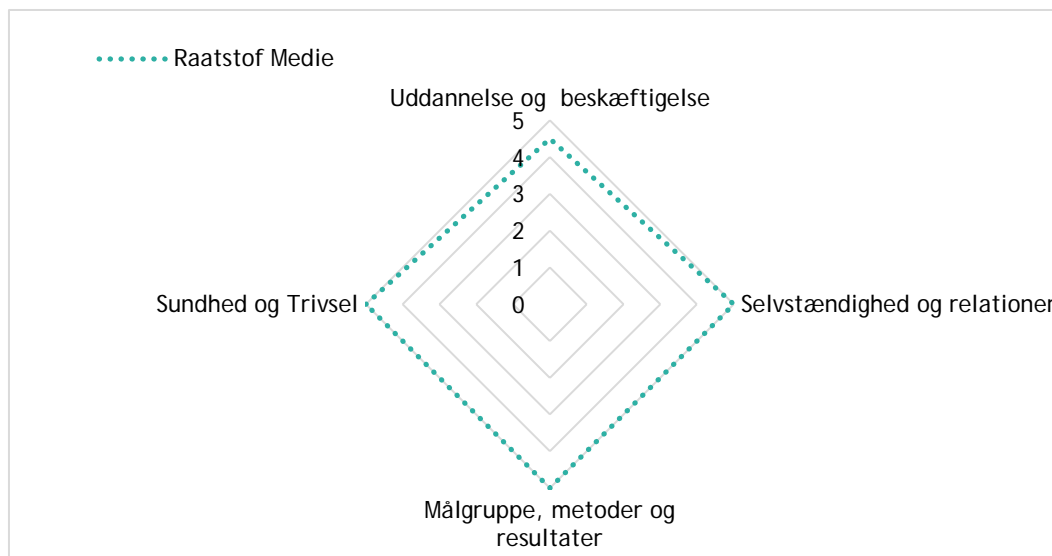 Raatstof Medie
Uddannelse og  beskæftigelse
5
4
3
2
1
0
Sundhed og Trivsel
Selvstændighed og relationer
Målgruppe, metoder og
resultater